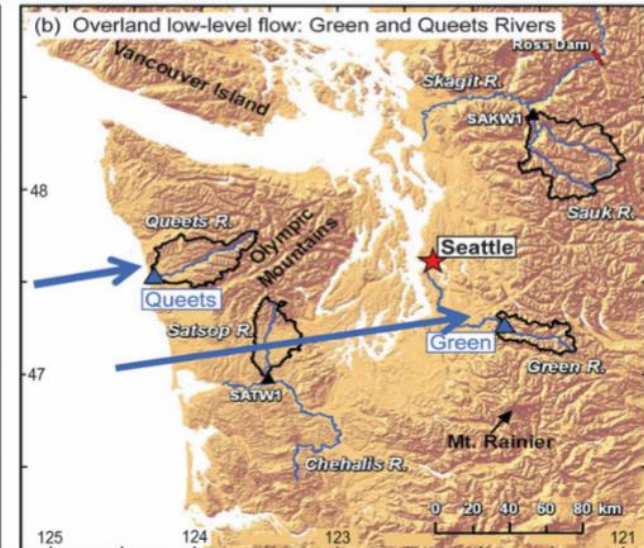 (b) Overland low-level flow: Green and Queets Rivers
Ross Dam
Vancouver Island
Skagit R.
SAKW1
48
Queets R.
Olympic
Mountains
Sauk R.
Seattle
Queets
Satsop R.
Green
47
Green R.
SATW1
Mt. Rainier
Chehalis R.
0 20 40 60 80 km
125 124 123 121